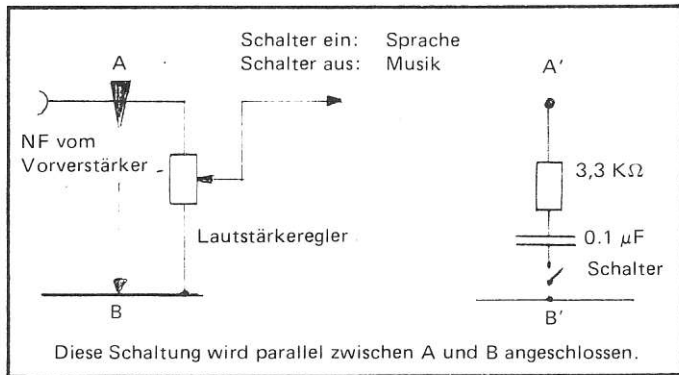 Schalter ein: Sprache
Schalter aus: Musik
A
A'
NF vom
Vorverstärker
3,3 KΩ
Lautstärkeregler
0.1 µF
Schalter
B
B'
Diese Schaltung wird parallel zwischen A und B angeschlossen.